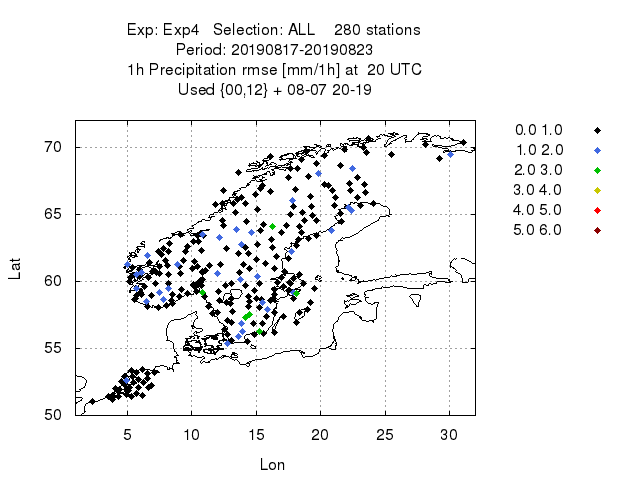 Exp: Exp4 Selection: ALL 280 stations
Period: 20190817-20190823
1h Precipitation rmse [mm/1h] at 20 UTC
Used {00,12} + 08-07 20-19
0.0 1.0
1.0 2.0
2.0 3.0
3.0 4.0
4.0 5.0
5.0 6.0
70
65
60
55
50
Lat
5 10 15 20 25 30
Lon